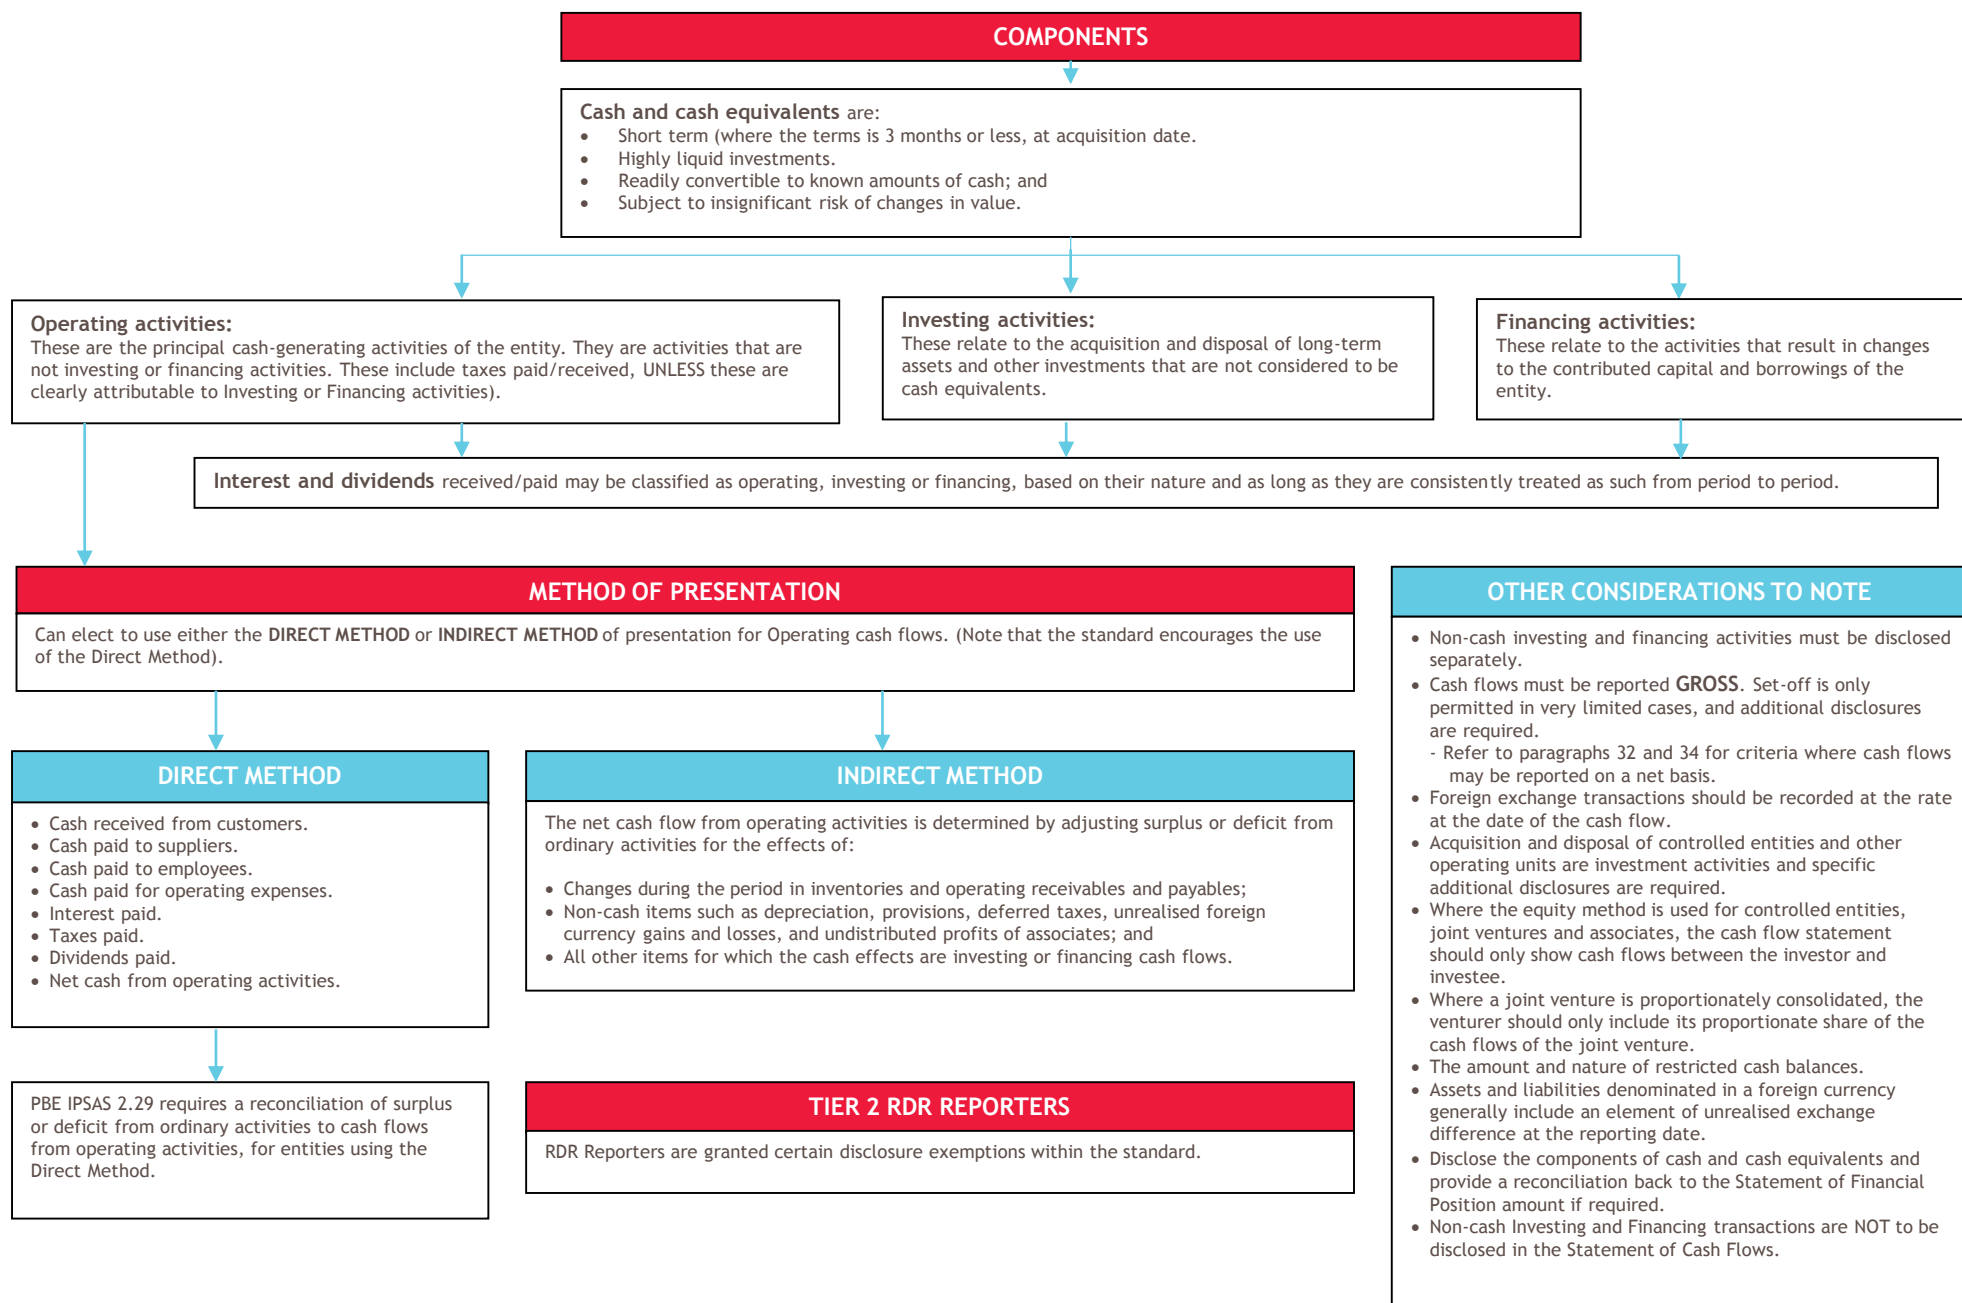 COMPONENTS
Cash and cash equivalents are:
• Short term (where the terms is 3 months or less, at acquisition date.
• Highly liquid investments.
• Readily convertible to known amounts of cash; and
• Subject to insignificant risk of changes in value.
Operating activities:
These are the principal cash-generating activities of the entity. They are activities that are
not investing or financing activities. These include taxes paid/received, UNLESS these are
clearly attributable to Investing or Financing activities).
Investing activities:
These relate to the acquisition and disposal of long-term
assets and other investments that are not considered to be
cash equivalents.
Financing activities:
These relate to the activities that result in changes
to the contributed capital and borrowings of the
entity.
Interest and dividends received/paid may be classified as operating, investing or financing, based on their nature and as long as they are consistently treated as such from period to period.
METHOD OF PRESENTATION
Can elect to use either the DIRECT METHOD or INDIRECT METHOD of presentation for Operating cash flows. (Note that the standard encourages the use
of the Direct Method).
DIRECT METHOD
• Cash received from customers.
• Cash paid to suppliers.
• Cash paid to employees.
• Cash paid for operating expenses.
• Interest paid.
• Taxes paid.
• Dividends paid.
• Net cash from operating activities.
PBE IPSAS 2.29 requires a reconciliation of surplus
or deficit from ordinary activities to cash flows
from operating activities, for entities using the
Direct Method.
INDIRECT METHOD
The net cash flow from operating activities is determined by adjusting surplus or deficit from
ordinary activities for the effects of:
• Changes during the period in inventories and operating receivables and payables;
• Non-cash items such as depreciation, provisions, deferred taxes, unrealised foreign
currency gains and losses, and undistributed profits of associates; and
• All other items for which the cash effects are investing or financing cash flows.
TIER 2 RDR REPORTERS
RDR Reporters are granted certain disclosure exemptions within the standard.
OTHER CONSIDERATIONS TO NOTE
• Non-cash investing and financing activities must be disclosed
separately.
• Cash flows must be reported GROSS. Set-off is only
permitted in very limited cases, and additional disclosures
are required.
- Refer to paragraphs 32 and 34 for criteria where cash flows
may be reported on a net basis.
• Foreign exchange transactions should be recorded at the rate
at the date of the cash flow.
• Acquisition and disposal of controlled entities and other
operating units are investment activities and specific
additional disclosures are required.
• Where the equity method is used for controlled entities,
joint ventures and associates, the cash flow statement
should only show cash flows between the investor and
investee.
• Where a joint venture is proportionately consolidated, the
venturer should only include its proportionate share of the
cash flows of the joint venture.
• The amount and nature of restricted cash balances.
• Assets and liabilities denominated in a foreign currency
generally include an element of unrealised exchange
difference at the reporting date.
• Disclose the components of cash and cash equivalents and
provide a reconciliation back to the Statement of Financial
Position amount if required.
• Non-cash Investing and Financing transactions are NOT to be
disclosed in the Statement of Cash Flows.